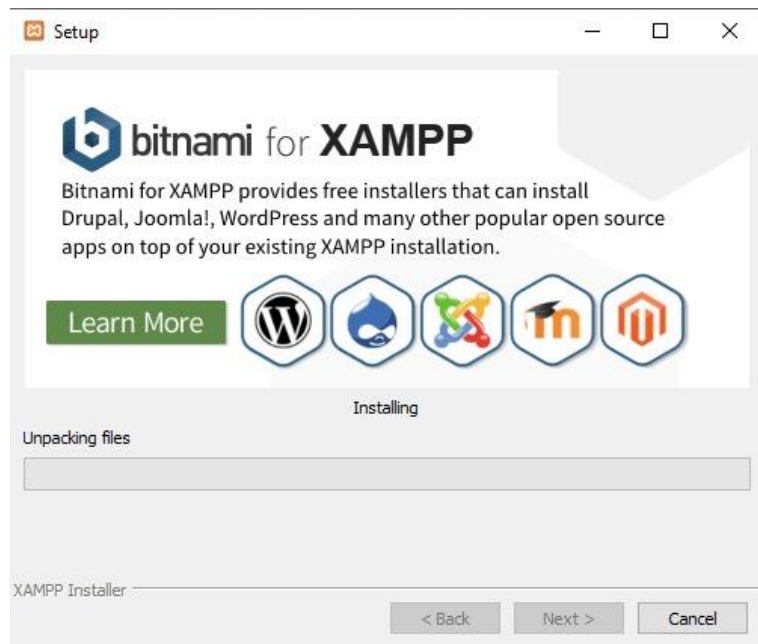 Setup
bitnami for XAMPP
Bitnami for XAMPP provides free installers that can install
Drupal, Joomla!, WordPress and many other popular open source
apps on top of your existing XAMPP installation.
Learn More
Installing
Unpacking files
XAMPP Installer
< Back Next > Cancel